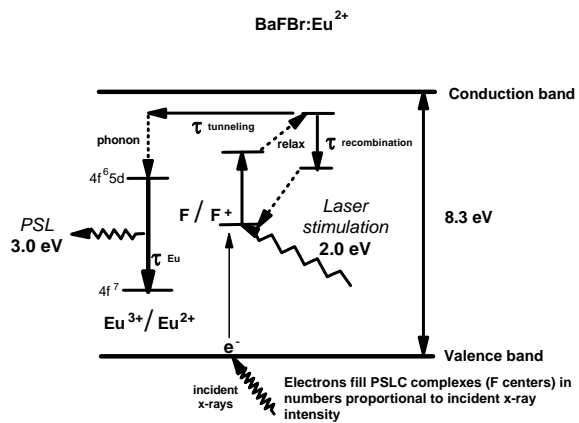 BaFBr:Eu2+
Conduction band
τ tunneling
phonon
relax
τ recombination
4f6 5d
F / F+
Laser
stimulation
2.0 eV
8.3 eV
PSL
3.0 eV
τ Eu
4f7
Eu3+/ Eu2+
e-
Valence band
incident
x-rays
Electrons fill PSLC complexes (F centers) in
numbers proportional to incident x-ray
intensity